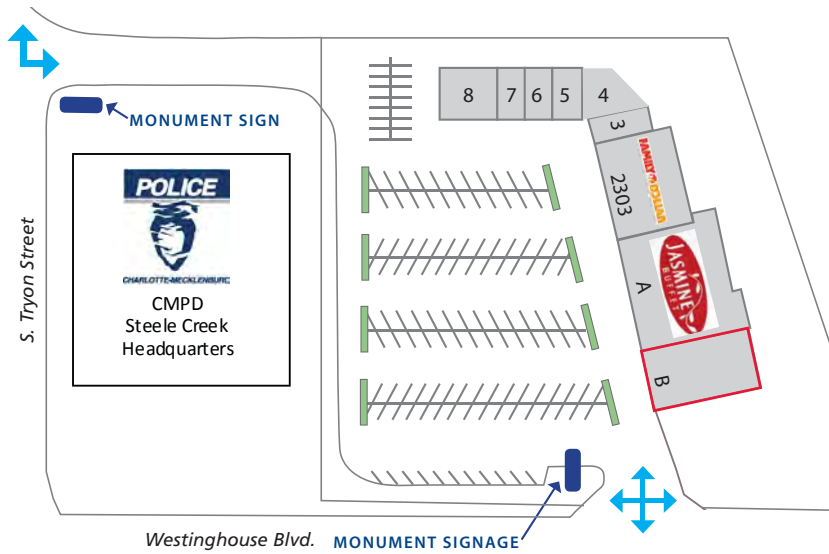 MONUMENT SIGN
POLICE
CHARLOTTE-MECKLENBURG
CMPD
Steele Creek
Headquarters
S. Tryon Street
8
7
6
5
4
3
2303
FAMILY DOLLAR
A
JASMINE
BUFFET
B
Westinghouse Blvd.
MONUMENT SIGNAGE